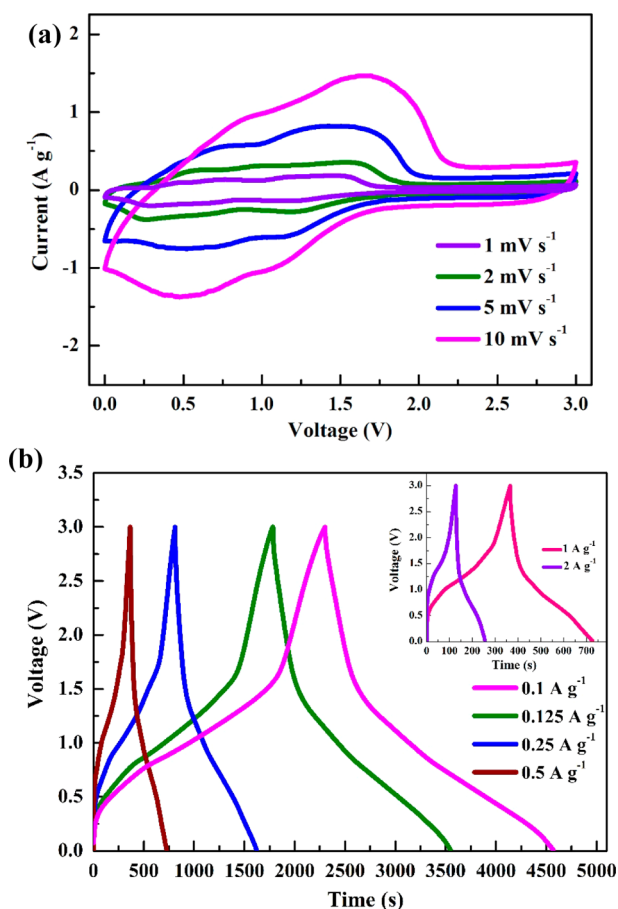 (a)
2
1
0
-1
-2
Current (A g⁻¹)
1 mV s⁻¹
2 mV s⁻¹
5 mV s⁻¹
10 mV s⁻¹
0.0 0.5 1.0 1.5 2.0 2.5 3.0
Voltage (V)
(b)
3.5
3.0
2.5
2.0
1.5
1.0
0.5
0.0
Voltage (V)
3.0
2.5
2.0
1.5
1.0
0.5
0.0
Voltage (V)
1 A g⁻¹
2 A g⁻¹
0 100 200 300 400 500 600 700
Time (s)
0.1 A g⁻¹
0.125 A g⁻¹
0.25 A g⁻¹
0.5 A g⁻¹
0 500 1000 1500 2000 2500 3000 3500 4000 4500 5000
Time (s)